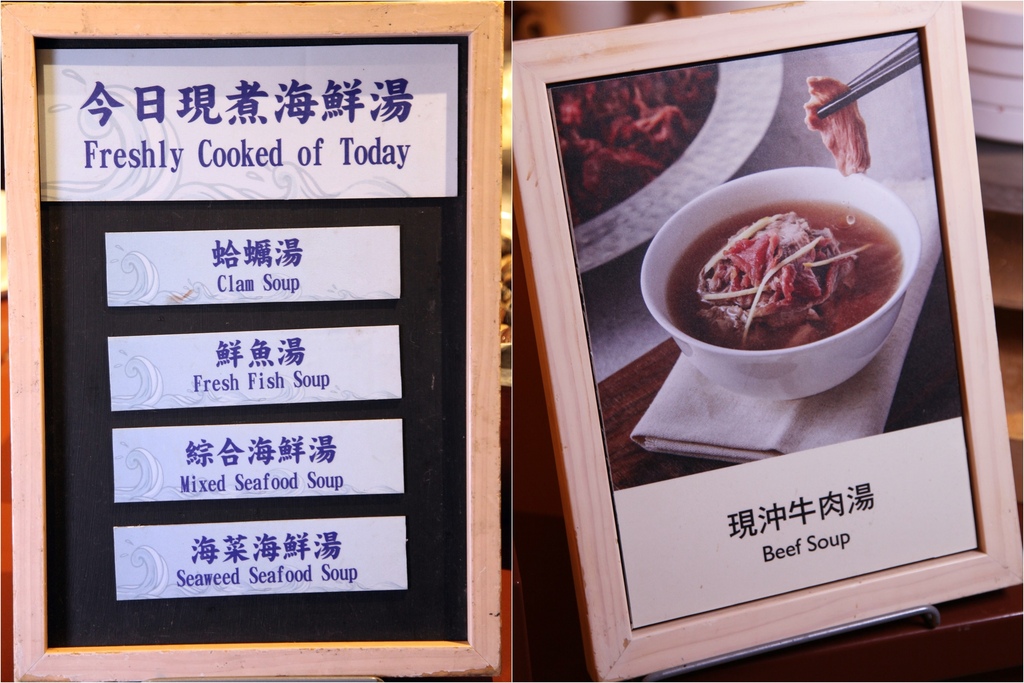 今日現煮海鮮湯
Freshly Cooked of Today
蛤蠣湯
Clam Soup
鮮魚湯
Fresh Fish Soup
綜合海鮮湯
Mixed Seafood Soup
海菜海鮮湯
Seaweed Seafood Soup
現沖牛肉湯
Beef Soup